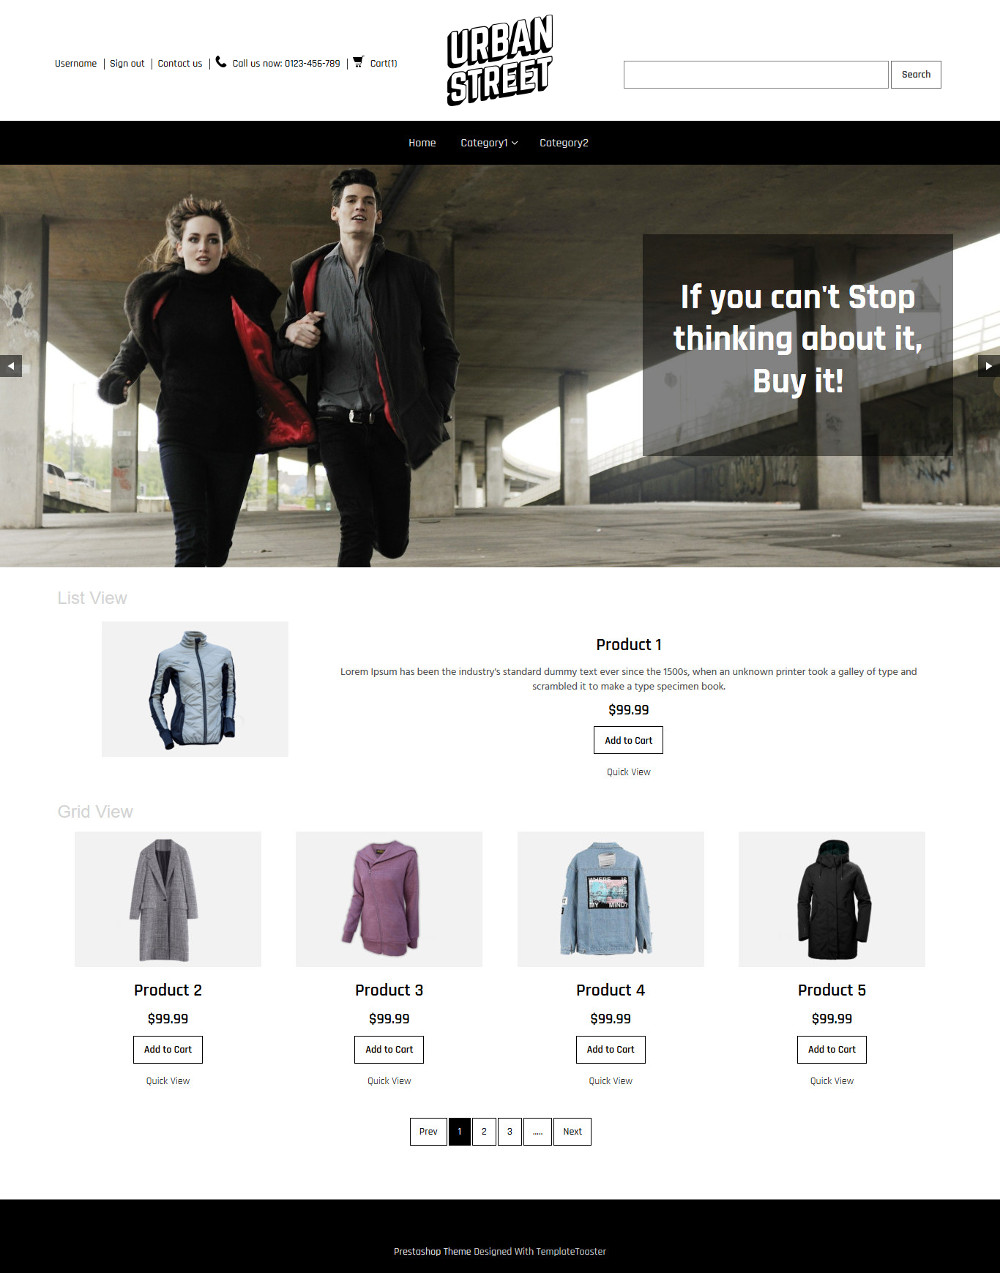 URBAN
STREET
Username | Sign out | Contact us | Call us now: 0123-456-789 | Cart(1)
Search
Home Category1 Category2
If you can't Stop
thinking about it,
Buy it!
List View
Product 1
Lorem Ipsum has been the industry's standard dummy text ever since the 1500s, when an unknown printer took a galley of type and
scrambled it to make a type specimen book.
$99.99
Add to Cart
Quick View
Grid View
WHERE IS
MY MIND?
Product 2 Product 3 Product 4 Product 5
$99.99 $99.99 $99.99 $99.99
Add to Cart Add to Cart Add to Cart Add to Cart
Quick View Quick View Quick View Quick View
Prev 1 2 3 ..... Next
Prestashop Theme Designed With TemplateToaster